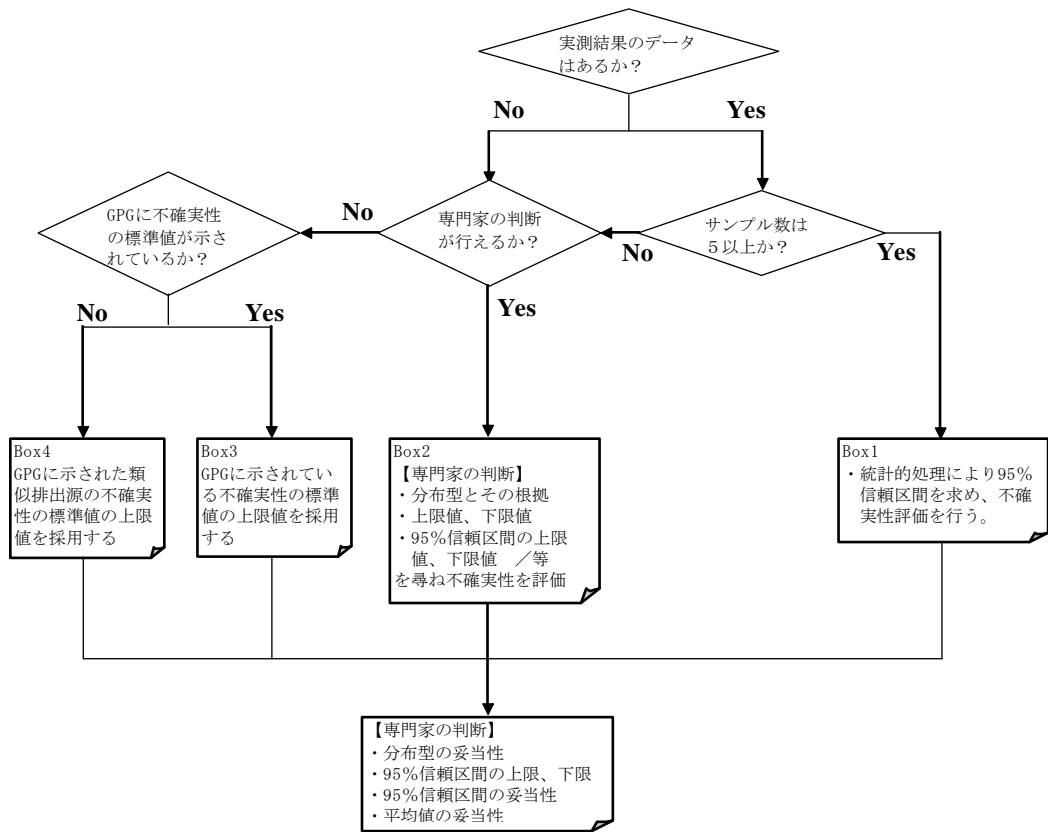 実測結果のデータ
はあるか？
No
Yes
GPGに不確実性
の標準値が示さ
れているか？
No
専門家の判断
が行えるか？
No
サンプル数は
５以上か？
Yes
No
Yes
Yes
Box4
GPGに示された類
似排出源の不確実
性の標準値の上限
値を採用する
Box3
GPGに示されてい
る不確実性の標準
値の上限値を採用
する
Box2
【専門家の判断】
・分布型とその根拠
・上限値、下限値
・95％信頼区間の上限
値、下限値　／等
を尋ね不確実性を評価
Box1
・統計的処理により95％
信頼区間を求め、不確
実性評価を行う。
【専門家の判断】
・分布型の妥当性
・95％信頼区間の上限、下限
・95％信頼区間の妥当性
・平均値の妥当性